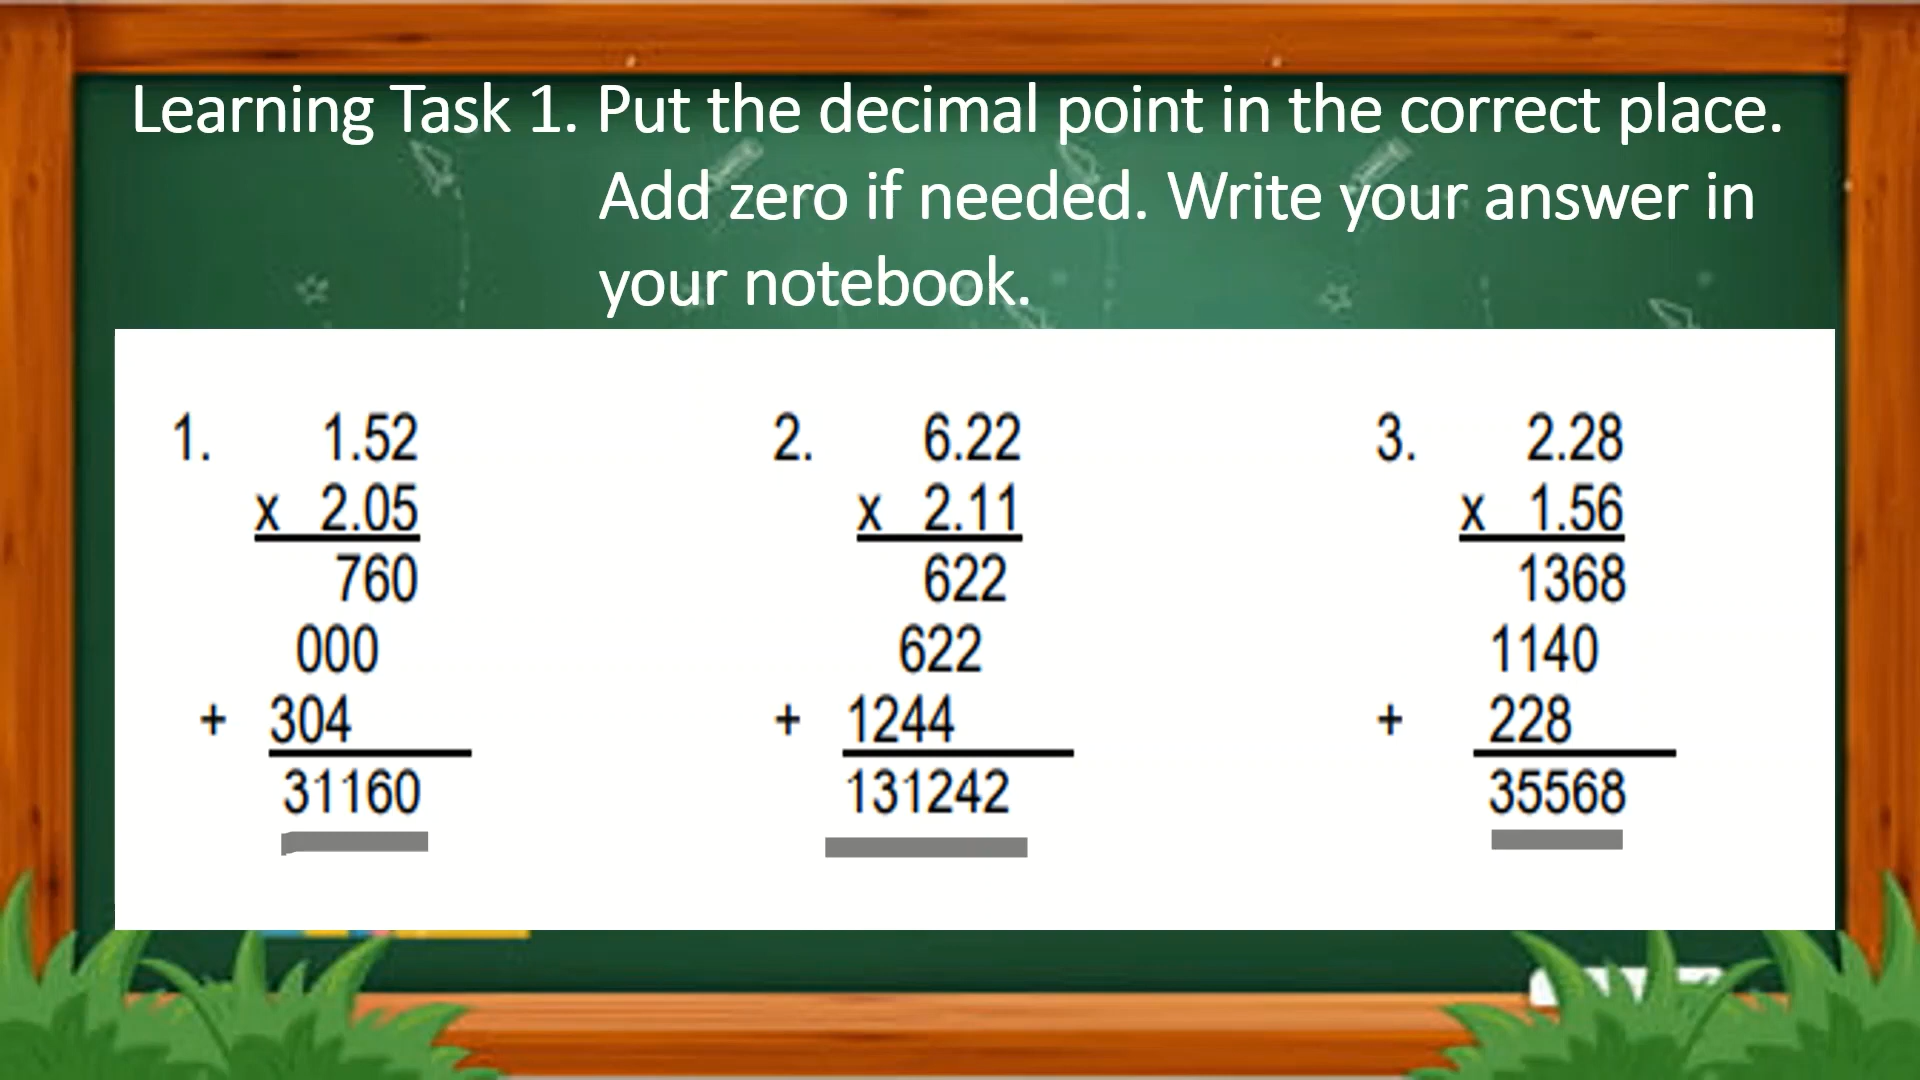 Learning Task 1. Put the decimal point in the correct place.
Add zero if needed. Write your answer in
your notebook.
1. 1.52
x 2.05
760
000
+ 304
31160
2. 6.22
x 2.11
622
622
+ 1244
131242
3. 2.28
x 1.56
1368
1140
+ 228
35568